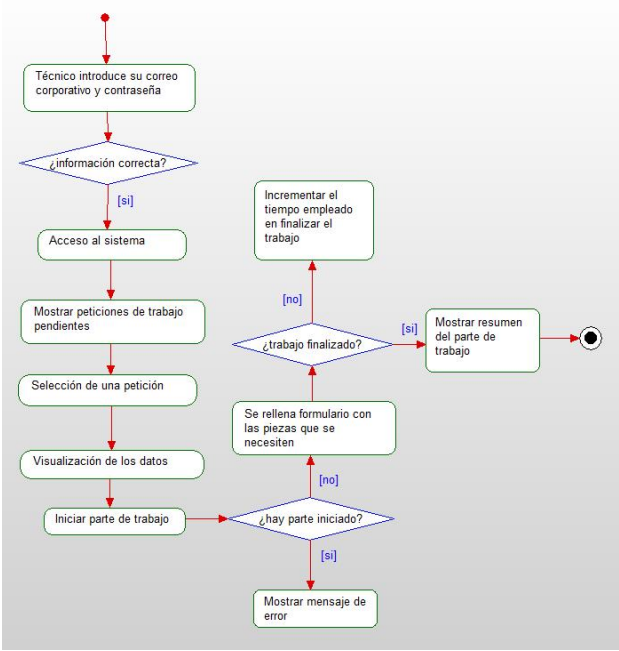 Técnico introduce su correo
corporativo y contraseña
¿información correcta?
[si]
Acceso al sistema
Mostrar peticiones de trabajo
pendientes
Selección de una petición
Visualización de los datos
Iniciar parte de trabajo
¿hay parte iniciado?
[si]
Mostrar mensaje de
error
[no]
Se rellena formulario con
las piezas que se
necesiten
¿trabajo finalizado?
[no]
Incrementar el
tiempo empleado
en finalizar el
trabajo
[si]
Mostrar resumen
del parte de
trabajo